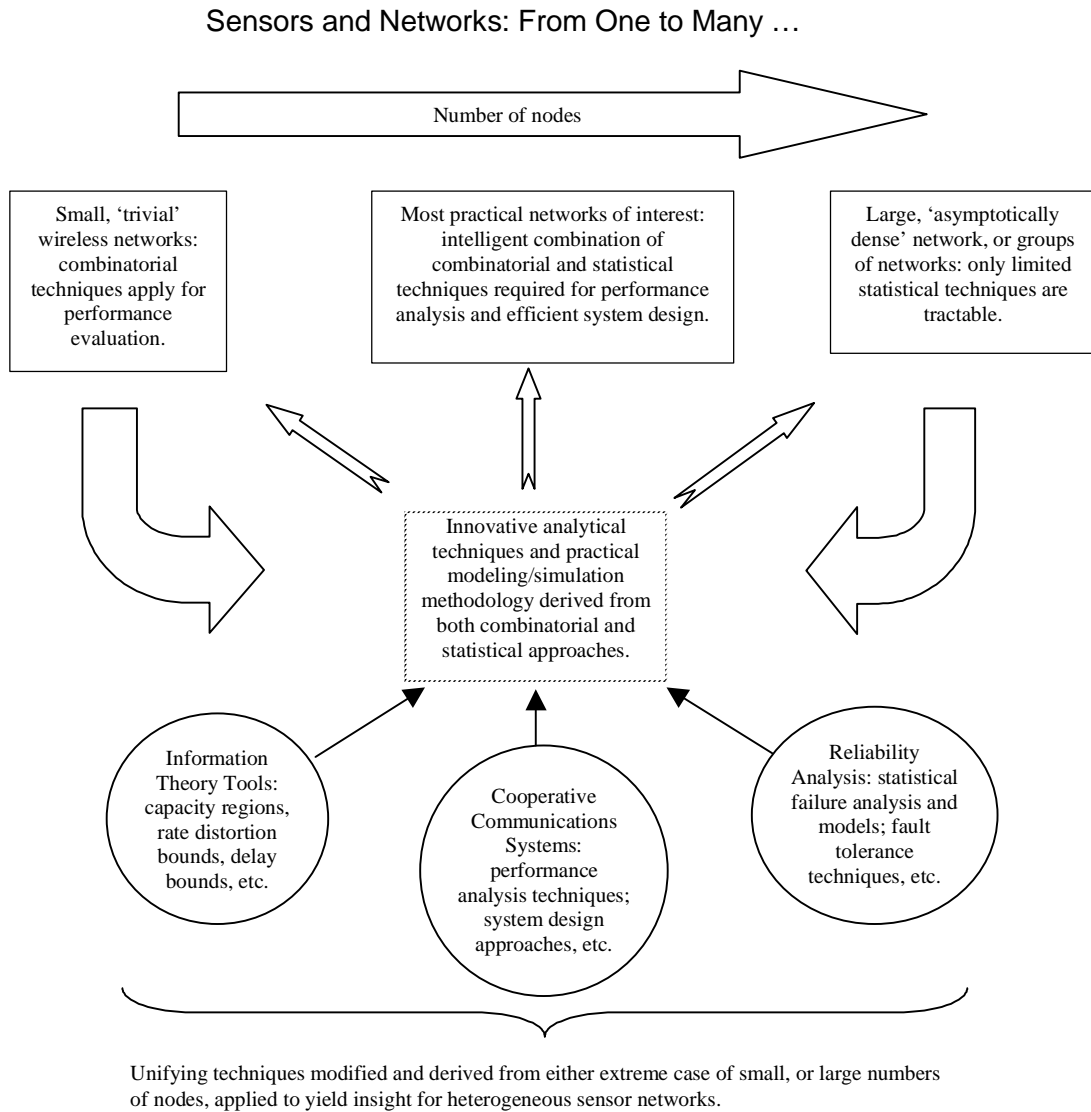 Sensors and Networks: From One to Many …
Number of nodes
Small, ‘trivial’
wireless networks:
combinatorial
techniques apply for
performance
evaluation.
Most practical networks of interest:
intelligent combination of
combinatorial and statistical
techniques required for performance
analysis and efficient system design.
Large, ‘asymptotically
dense’ network, or groups
of networks: only limited
statistical techniques are
tractable.
Innovative analytical
techniques and practical
modeling/simulation
methodology derived from
both combinatorial and
statistical approaches.
Information
Theory Tools:
capacity regions,
rate distortion
bounds, delay
bounds, etc.
Cooperative
Communications
Systems:
performance
analysis techniques;
system design
approaches, etc.
Reliability
Analysis: statistical
failure analysis and
models; fault
tolerance
techniques, etc.
Unifying techniques modified and derived from either extreme case of small, or large numbers
of nodes, applied to yield insight for heterogeneous sensor networks.